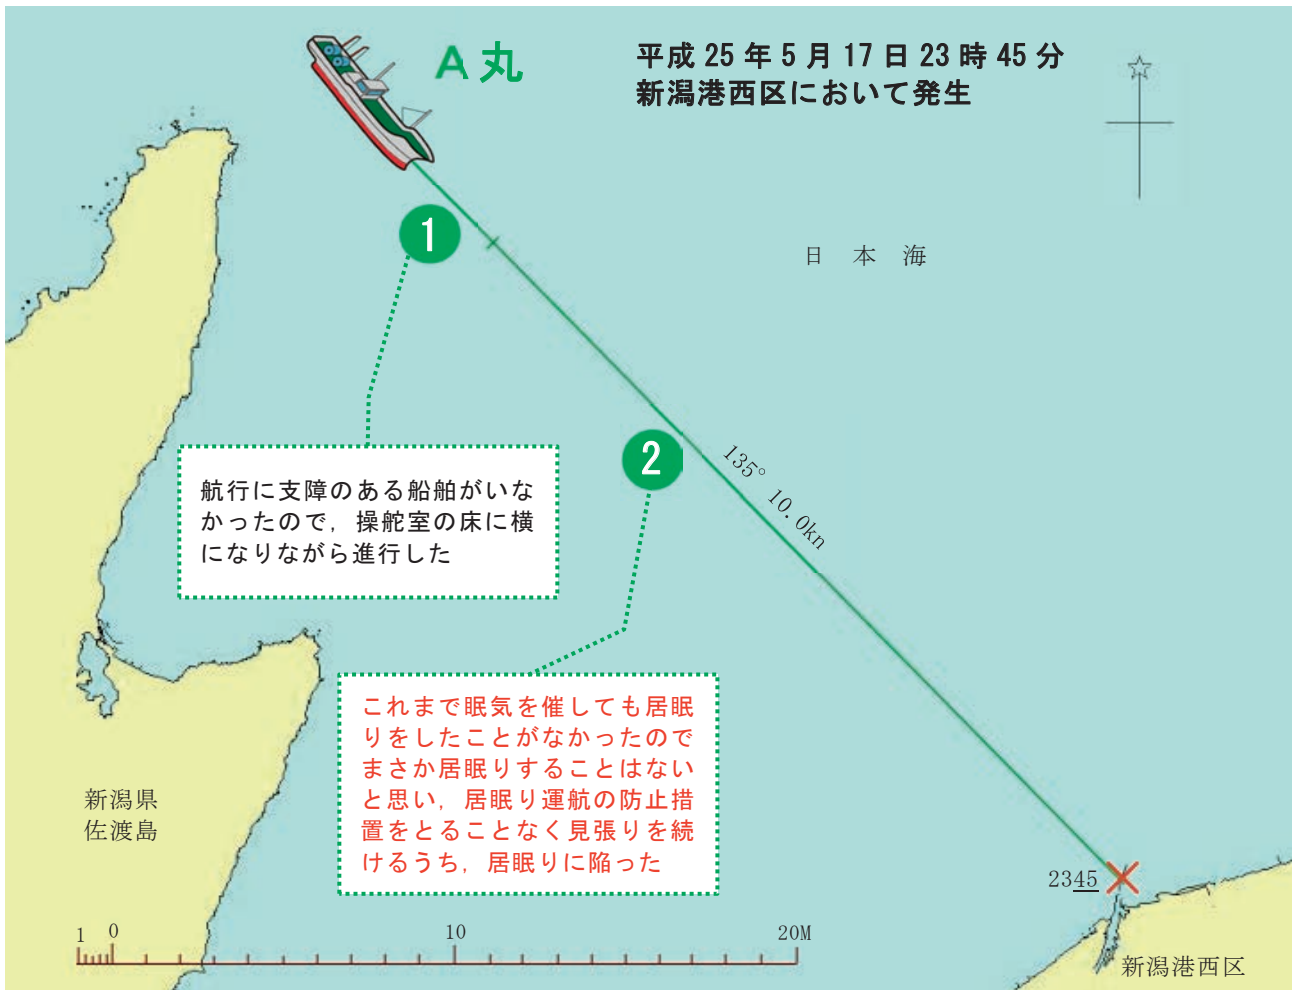 A丸
平成 25 年 5 月 17 日 23 時 45 分
新潟港西区において発生
日 本 海
1
航行に支障のある船舶がいな
かったので，操舵室の床に横
になりながら進行した
2
135° 10.0kn
これまで眠気を催しても居眠
りをしたことがなかったので
まさか居眠りすることはない
と思い，居眠り運航の防止措
置をとることなく見張りを続
けるうち，居眠りに陥った
新潟県
佐渡島
2345
1 0 10 20M
新潟港西区